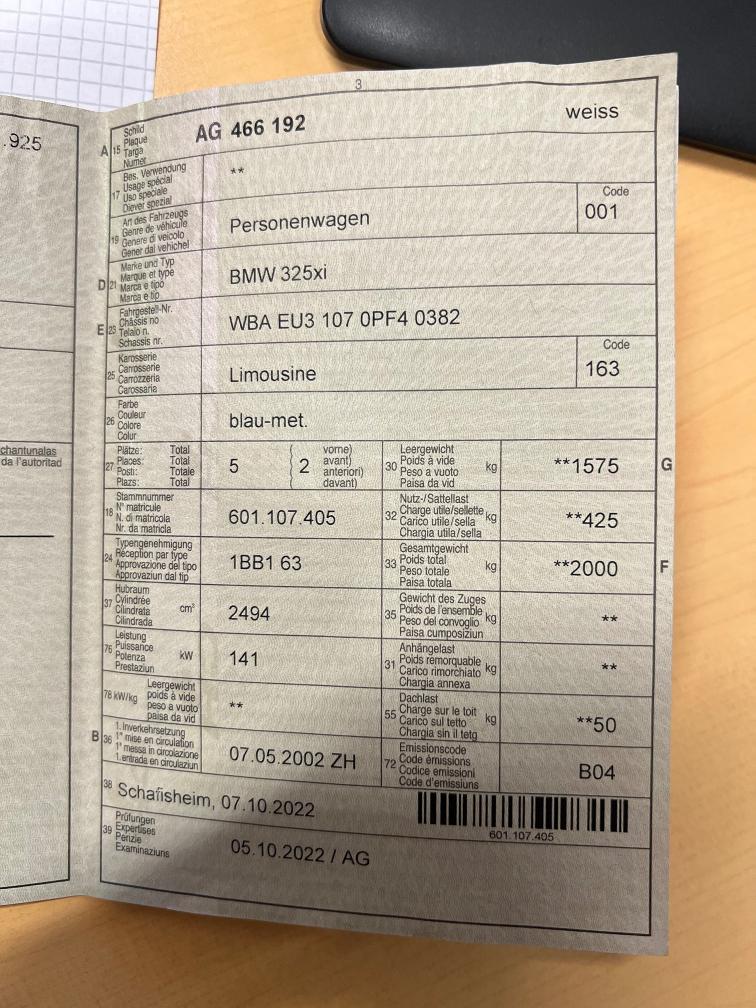 3
.925
A 15 Schild
Plaque
Targa
Numer
AG 466 192
weiss
17 Bes. Verwendung
Usage spécial
Uso speciale
Diever spezial
**
19 Art des Fahrzeugs
Genre de véhicule
Genere di veicolo
Gener dal vehichel
Personenwagen
Code
001
D 21 Marke und Typ
Marque et type
Marca e tipo
Marca e tip
BMW 325xi
E 23 Fahrgestell-Nr.
Châssis no
Telaio n.
Schassis nr.
WBA EU3 107 0PF4 0382
25 Karosserie
Carrosserie
Carrozzeria
Carossaria
Limousine
Code
163
26 Farbe
Couleur
Colore
Colur
blau-met.
chantunalas
da l'autoritad
27 Plätze: Total
Places: Total
Posti: Totale
Plazs: Total
5
2
vorne)
avant)
anteriori)
davant)
30 Leergewicht
Poids à vide
Peso a vuoto
Paisa da vid
kg
**1575
G
18 Stammnummer
N° matricule
N. di matricola
Nr. da matricla
601.107.405
32 Nutz-/Sattellast
Charge utile/sellette
Carico utile/sella
Chargia utila/sella
kg
**425
24 Typengenehmigung
Réception par type
Approvazione del tipo
Approvaziun dal tip
1BB1 63
33 Gesamtgewicht
Poids total
Peso totale
Paisa totala
kg
**2000
F
37 Hubraum
Cylindrée
Cilindrata
Cilindrada
cm³
2494
35 Gewicht des Zuges
Poids de l'ensemble
Peso del convoglio
Paisa cumposiziun
kg
**
76 Leistung
Puissance
Potenza
Prestaziun
kW
141
31 Anhängelast
Poids remorquable
Carico rimorchiato
Chargia annexa
kg
**
78 kW/kg
Leergewicht
poids à vide
peso a vuoto
paisa da vid
**
55 Dachlast
Charge sur le toit
Carico sul tetto
Chargia sin il tetg
kg
**50
B 36 1. Inverkehrsetzung
1re mise en circulation
1a messa in circolazione
1. entrada en circulaziun
07.05.2002 ZH
72 Emissionscode
Code émissions
Codice emissioni
Code d'emissiuns
B04
38 Schafisheim, 07.10.2022
601.107.405
39 Prüfungen
Expertises
Perizie
Examinaziuns
05.10.2022 / AG